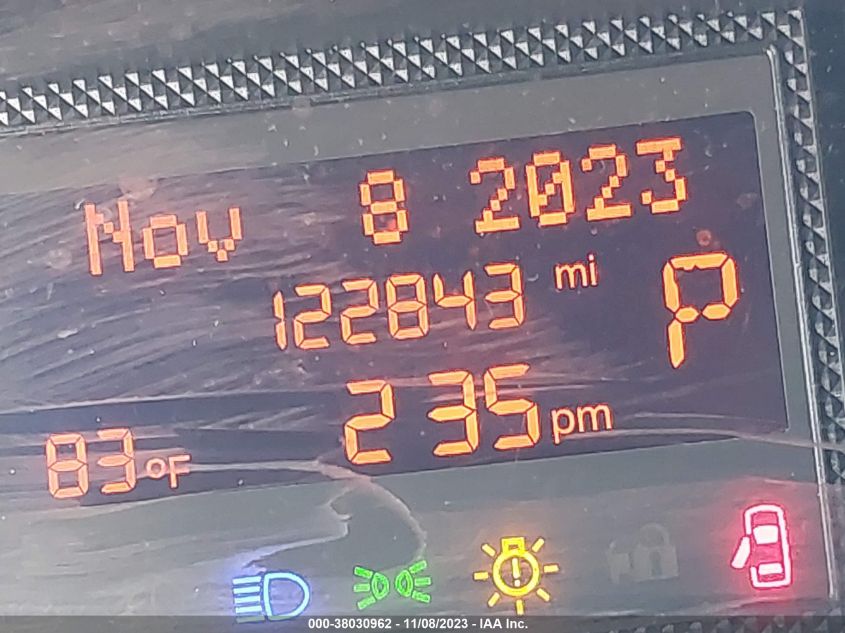 Nov 8 2023
122843 mi P
2 35 pm
83 °F
000-38030962 - 11/08/2023 - IAA Inc.